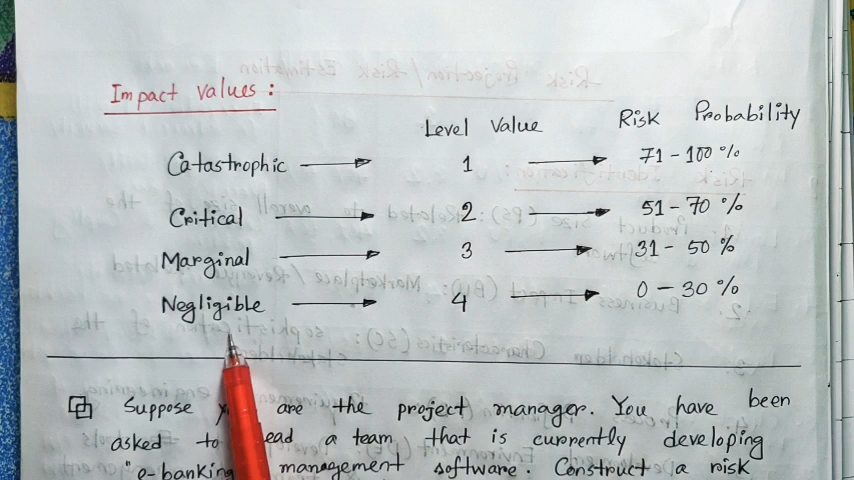 Impact values :
Level Value Risk Probability
Catastrophic → 1 → 71 - 100 %
Critical → 2 → 51 - 70 %
Marginal → 3 → 31 - 50 %
Negligible → 4 → 0 - 30 %
Suppose are the project manager. You have been
asked to a team that is currently developing
"e-banking management software. Construct a risk